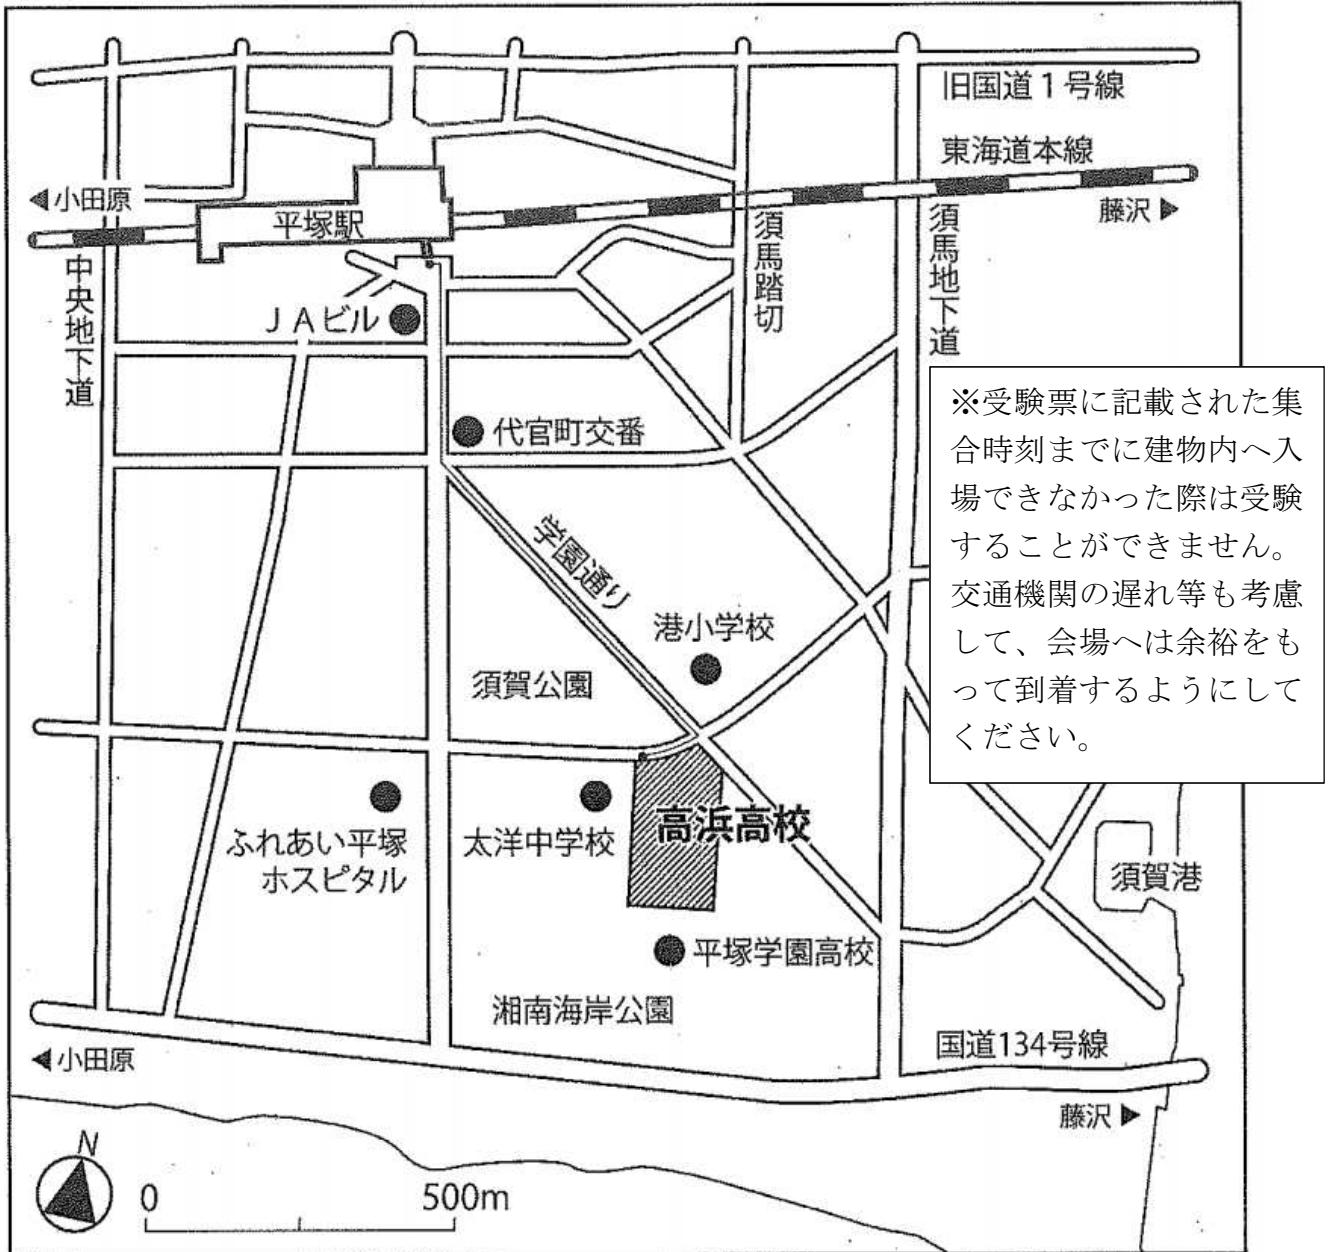 旧国道1号線
東海道本線
◀小田原
藤沢▶
平塚駅
中央地下道
須馬踏切
須馬地下道
JAビル
代官町交番
※受験票に記載された集
合時刻までに建物内へ入
場できなかった際は受験
することができません。
交通機関の遅れ等も考慮
して、会場へは余裕をも
って到着するようにして
ください。
学園通り
港小学校
須賀公園
高浜高校
ふれあい平塚
ホスピタル
太洋中学校
須賀港
平塚学園高校
湘南海岸公園
国道134号線
◀小田原
藤沢▶
N
0
500m